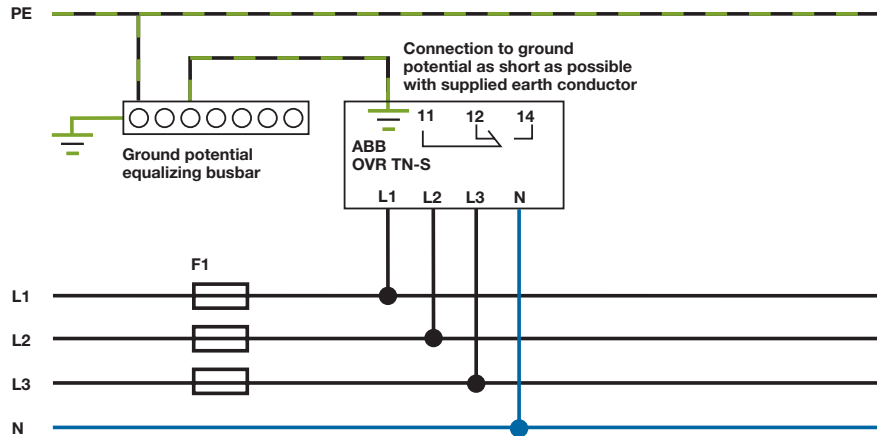 PE
Connection to ground
potential as short as possible
with supplied earth conductor
11 12 14
ABB
OVR TN-S
Ground potential
equalizing busbar
L1 L2 L3 N
F1
L1
L2
L3
N